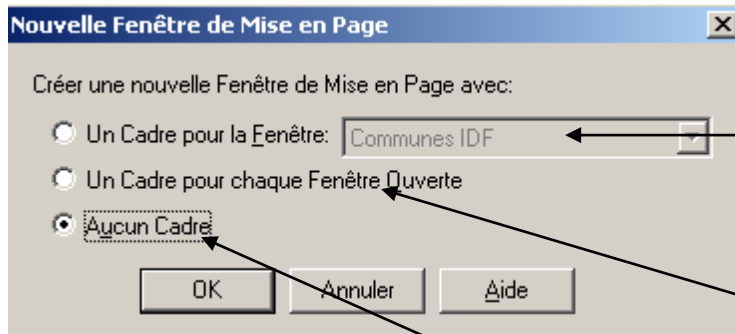 Nouvelle Fenêtre de Mise en Page
Créer une nouvelle Fenêtre de Mise en Page avec:
Un Cadre pour la Fenêtre: Communes IDF
Un Cadre pour chaque Fenêtre Ouverte
Aucun Cadre
OK Annuler Aide